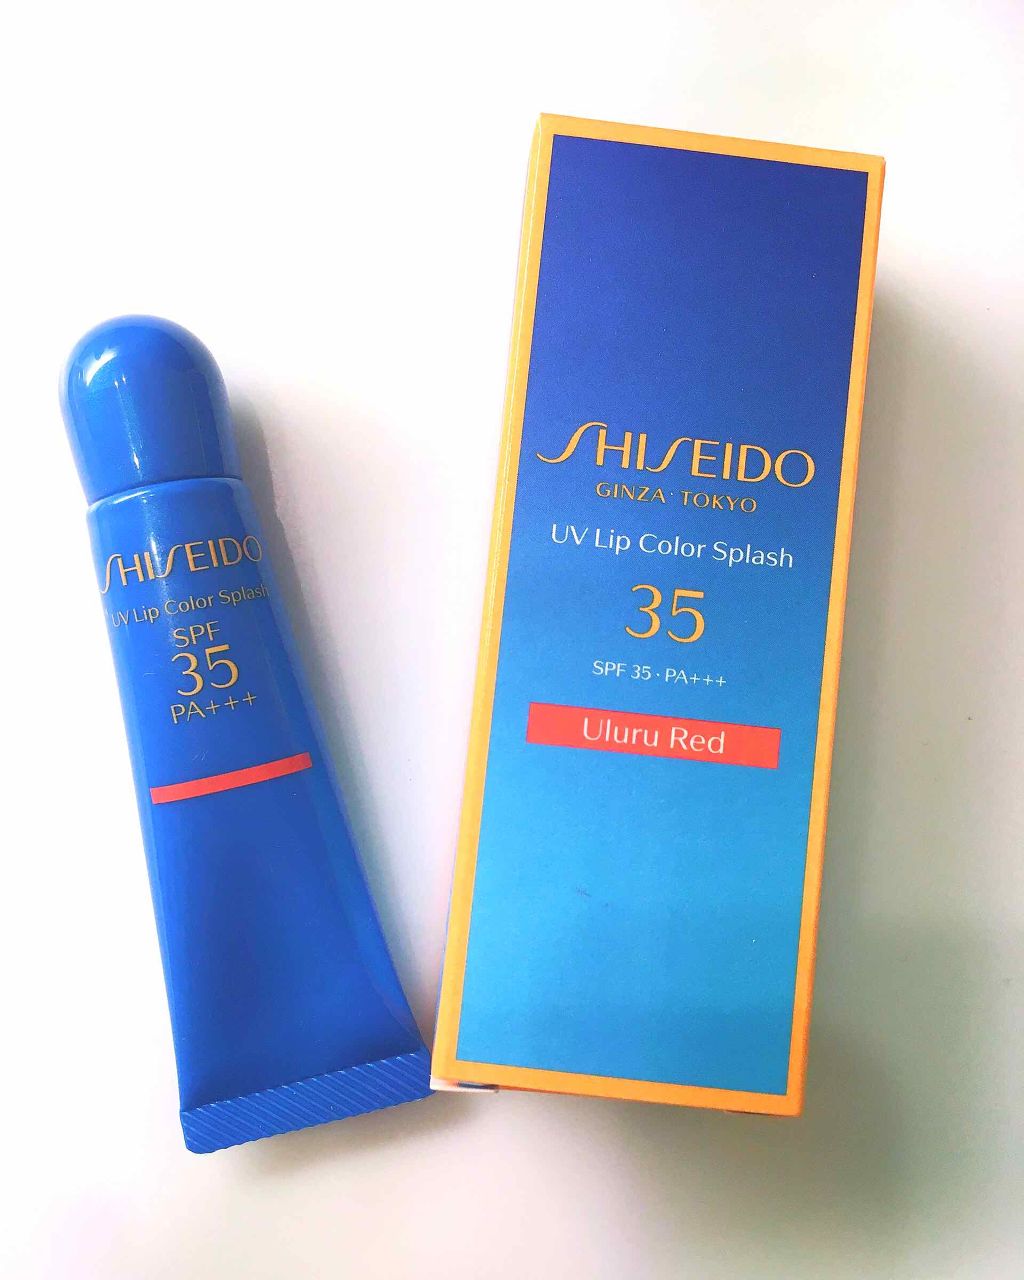 SHISEIDO
UV Lip Color Splash
SPF
35
PA+++
SHISEIDO
GINZA · TOKYO
UV Lip Color Splash
35
SPF 35 · PA+++
Uluru Red